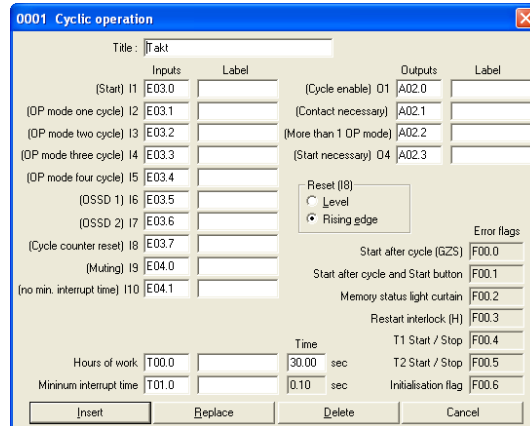 0001 Cyclic operation
Title : Takt
Inputs Label Outputs Label
(Start) I1 E03.0 (Cycle enable) O1 A02.0
(OP mode one cycle) I2 E03.1 (Contact necessary) A02.1
(OP mode two cycle) I3 E03.2 (More than 1 OP mode) A02.2
(OP mode three cycle) I4 E03.3 (Start necessary) O4 A02.3
(OP mode four cycle) I5 E03.4
Reset (I8)
(OSSD 1) I6 E03.5 Level
(OSSD 2) I7 E03.6 Rising edge
Error flags
(Cycle counter reset) I8 E03.7 Start after cycle (GZS) F00.0
(Muting) I9 E04.0 Start after cycle and Start button F00.1
(no min. interrupt time) I10 E04.1 Memory status light curtain F00.2
Restart interlock (H) F00.3
Time T1 Start / Stop F00.4
Hours of work T00.0 30.00 sec T2 Start / Stop F00.5
Mininum interrupt time T01.0 0.10 sec Initialisation flag F00.6
Insert Replace Delete Cancel